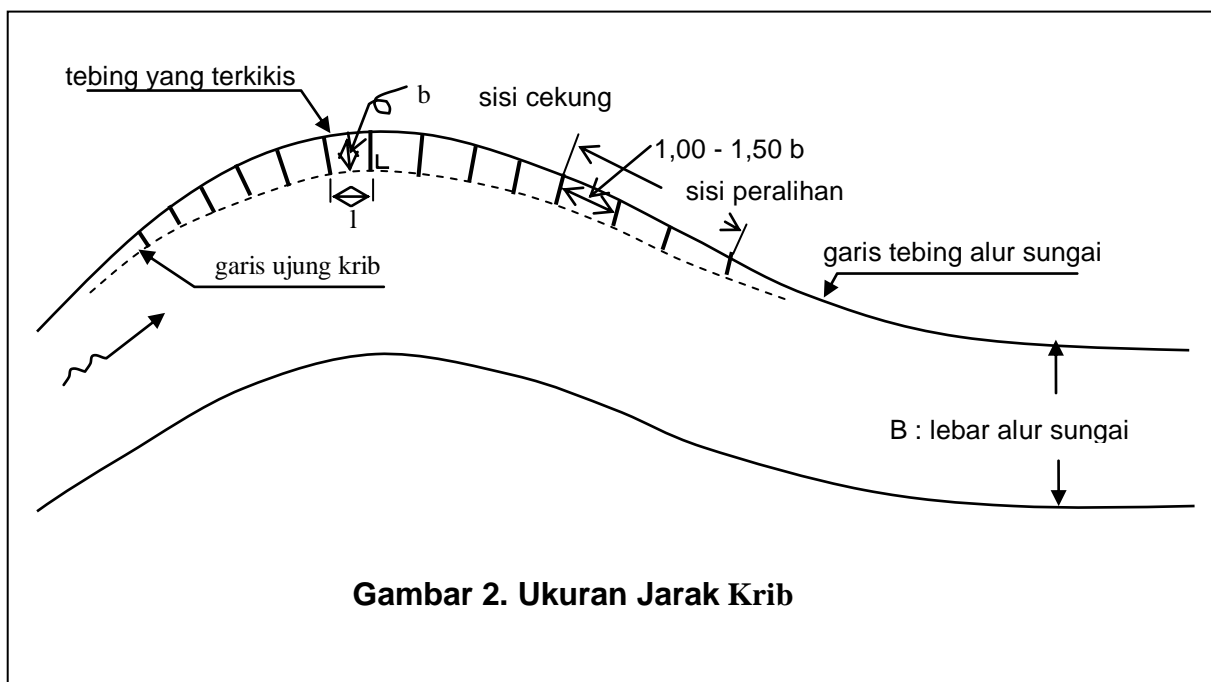 tebing yang terkikis
b
sisi cekung
1,00 - 1,50 b
sisi peralihan
L
l
garis ujung krib
garis tebing alur sungai
B : lebar alur sungai
Gambar 2. Ukuran Jarak Krib